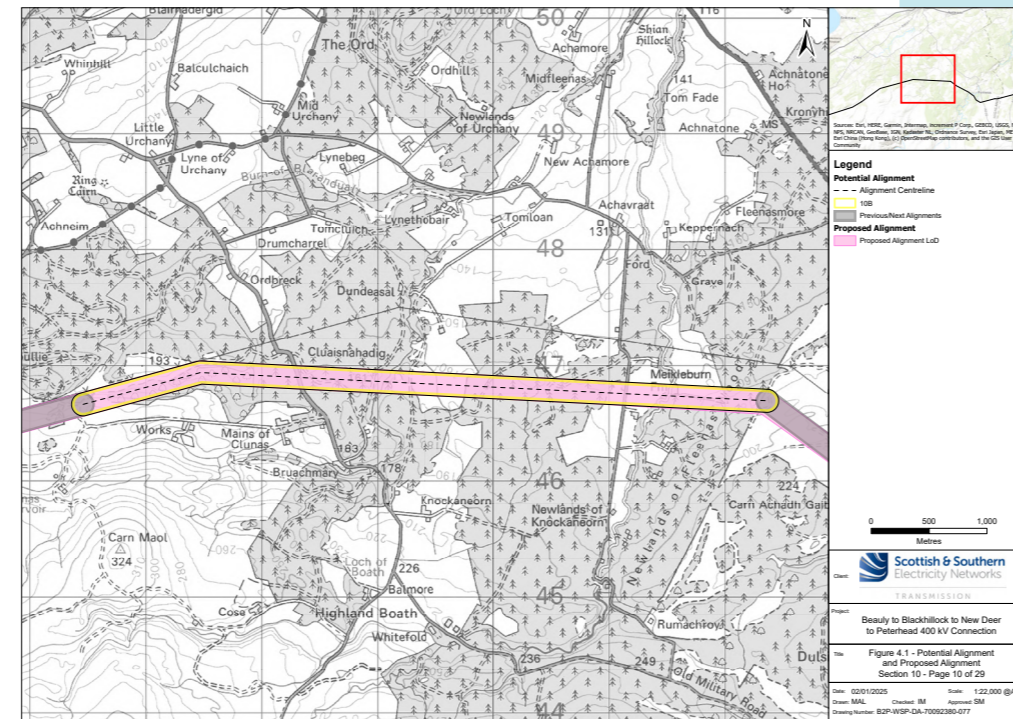 Blairnadergid
The Ord
50
Shian
Hillock
116
Whinhill
Balculchaich
Ordhill
Achamore
Midfleenas
141
Tom Fade
Mid
Urchany
Newlands
of Urchany
49
Achnatone
MS
Little
Urchany
Lyne of
Urchany
Lynebeg
New Achamore
Ring
Cairn
Lynethobair
Tomloan
Achavraat
131
Fleenasmore
Keppernach
Achneim
Tomcluich
Drumcharrel
48
Ford
Ordbreck
Dundeasal
Grave
Cluaisnahadig
193
47
Meikleburn
Works
Mains of
Clunas
183
Bruachmary
178
46
Knockaneorn
Newlands of
Knockaneorn
224
Carn Maol
324
Loch of
Boath
226
Balmore
45
Cose
Highland Boath
Whitefold
Rumachroy
236
249
Old Military
Road
44
N
Legend
Potential Alignment
Alignment Centreline
10B
Previous/Next Alignments
Proposed Alignment
Proposed Alignment LoD
0 500 1,000
Metres
Client:
Scottish & Southern
Electricity Networks
TRANSMISSION
Project:
Beauly to Blackhillock to New Deer
to Peterhead 400 kV Connection
Title
Figure 4.1 - Potential Alignment
and Proposed Alignment
Section 10 - Page 10 of 29
Date: 02/01/2025 Scale: 1:22,000
Drawn: MAL Checked: IM Approved: SM
Drawing Number: B2P-WSP-DA-70092380-077